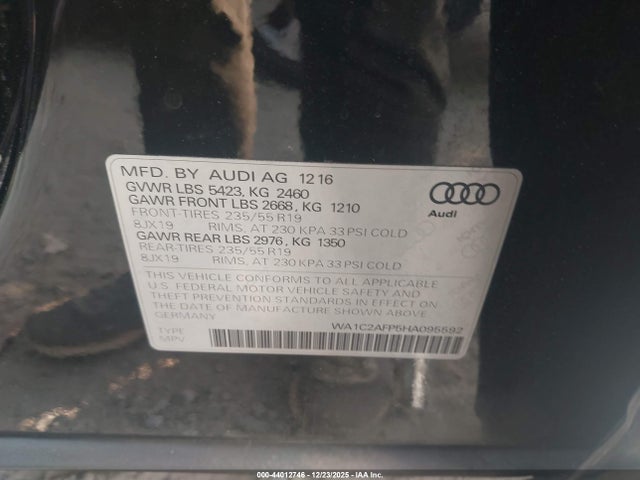 MFD. BY AUDI AG 12 16
GVWR LBS 5423, KG 2460
GAWR FRONT LBS 2668, KG 1210
FRONT-TIRES 235/55 R19
8JX19 RIMS, AT 230 KPA 33 PSI COLD
GAWR REAR LBS 2976, KG 1350
REAR-TIRES 235/55 R19
8JX19 RIMS, AT 230 KPA 33 PSI COLD
THIS VEHICLE CONFORMS TO ALL APPLICABLE
U.S. FEDERAL MOTOR VEHICLE SAFETY AND
THEFT PREVENTION STANDARDS IN EFFECT ON
THE DATE OF MANUFACTURE SHOWN ABOVE
GERMANY
WA1C2AFP5HA095592
TYPE
MPV
Audi
000-44012746 - 12/23/2025 - IAA Inc.